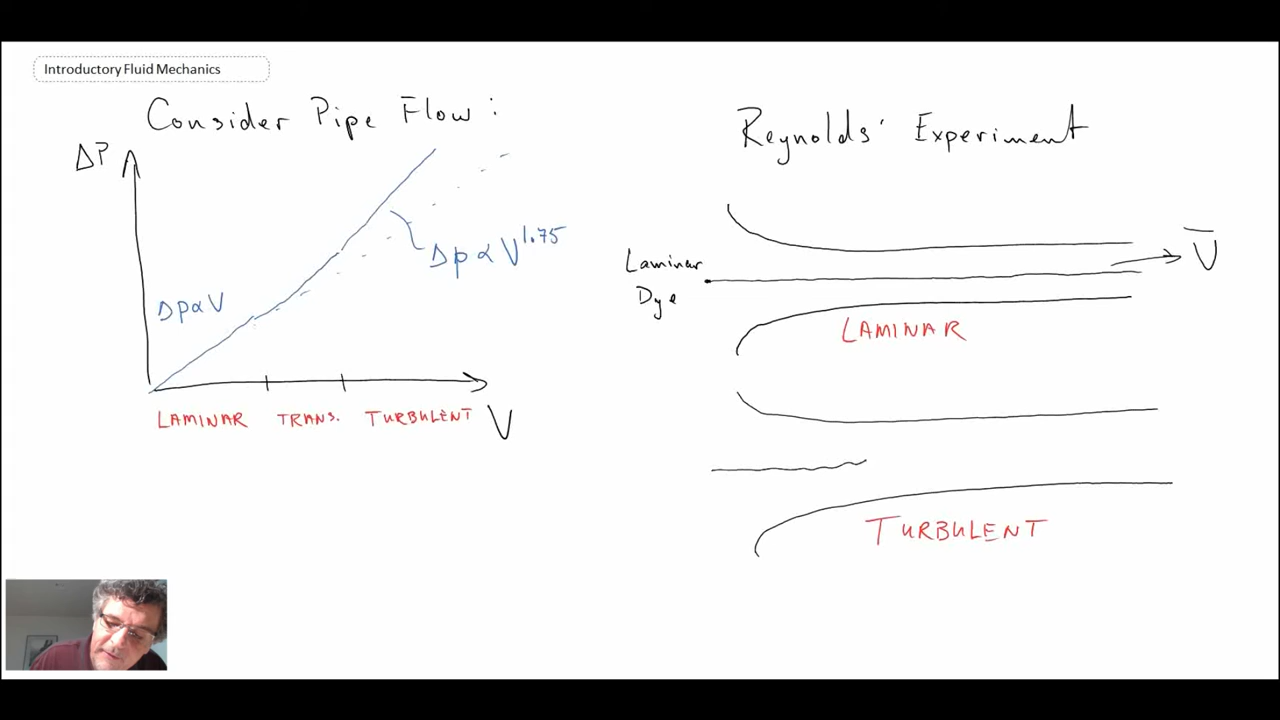 Introductory Fluid Mechanics
Consider Pipe Flow:
ΔP
Δp∝V
Δp∝V^1.75
LAMINAR TRANS. TURBULENT V
Reynolds' Experiment
Laminar
Dye
V̅
LAMINAR
TURBULENT